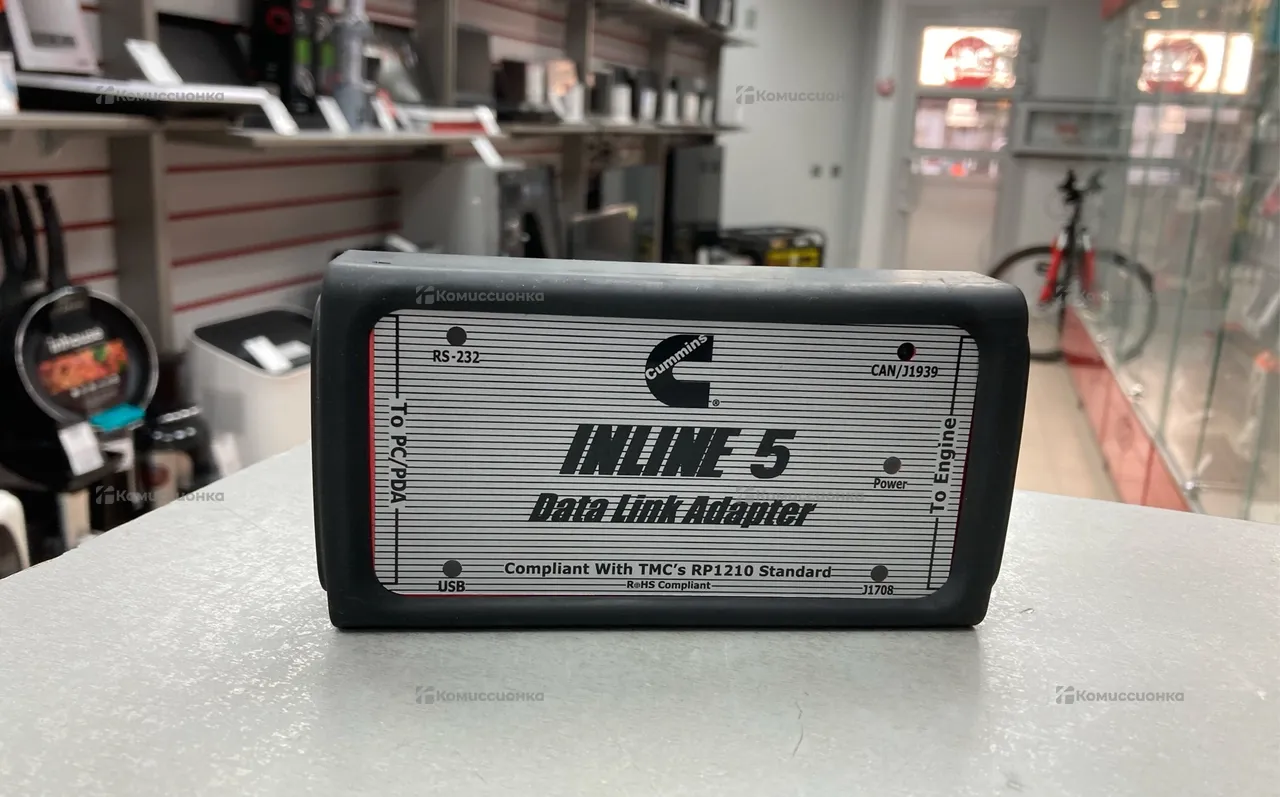 Комиссионка
Комиссионка
Комиссионка
RS-232
Cummins
®
CAN/J1939
To PC/PDA
INLINE 5
To Engine
Power
Data Link Adapter
Комиссионка
Комиссионка
Compliant With TMC's RP1210 Standard
RoHS Compliant
USB
J1708
Комиссионка
Комиссионка